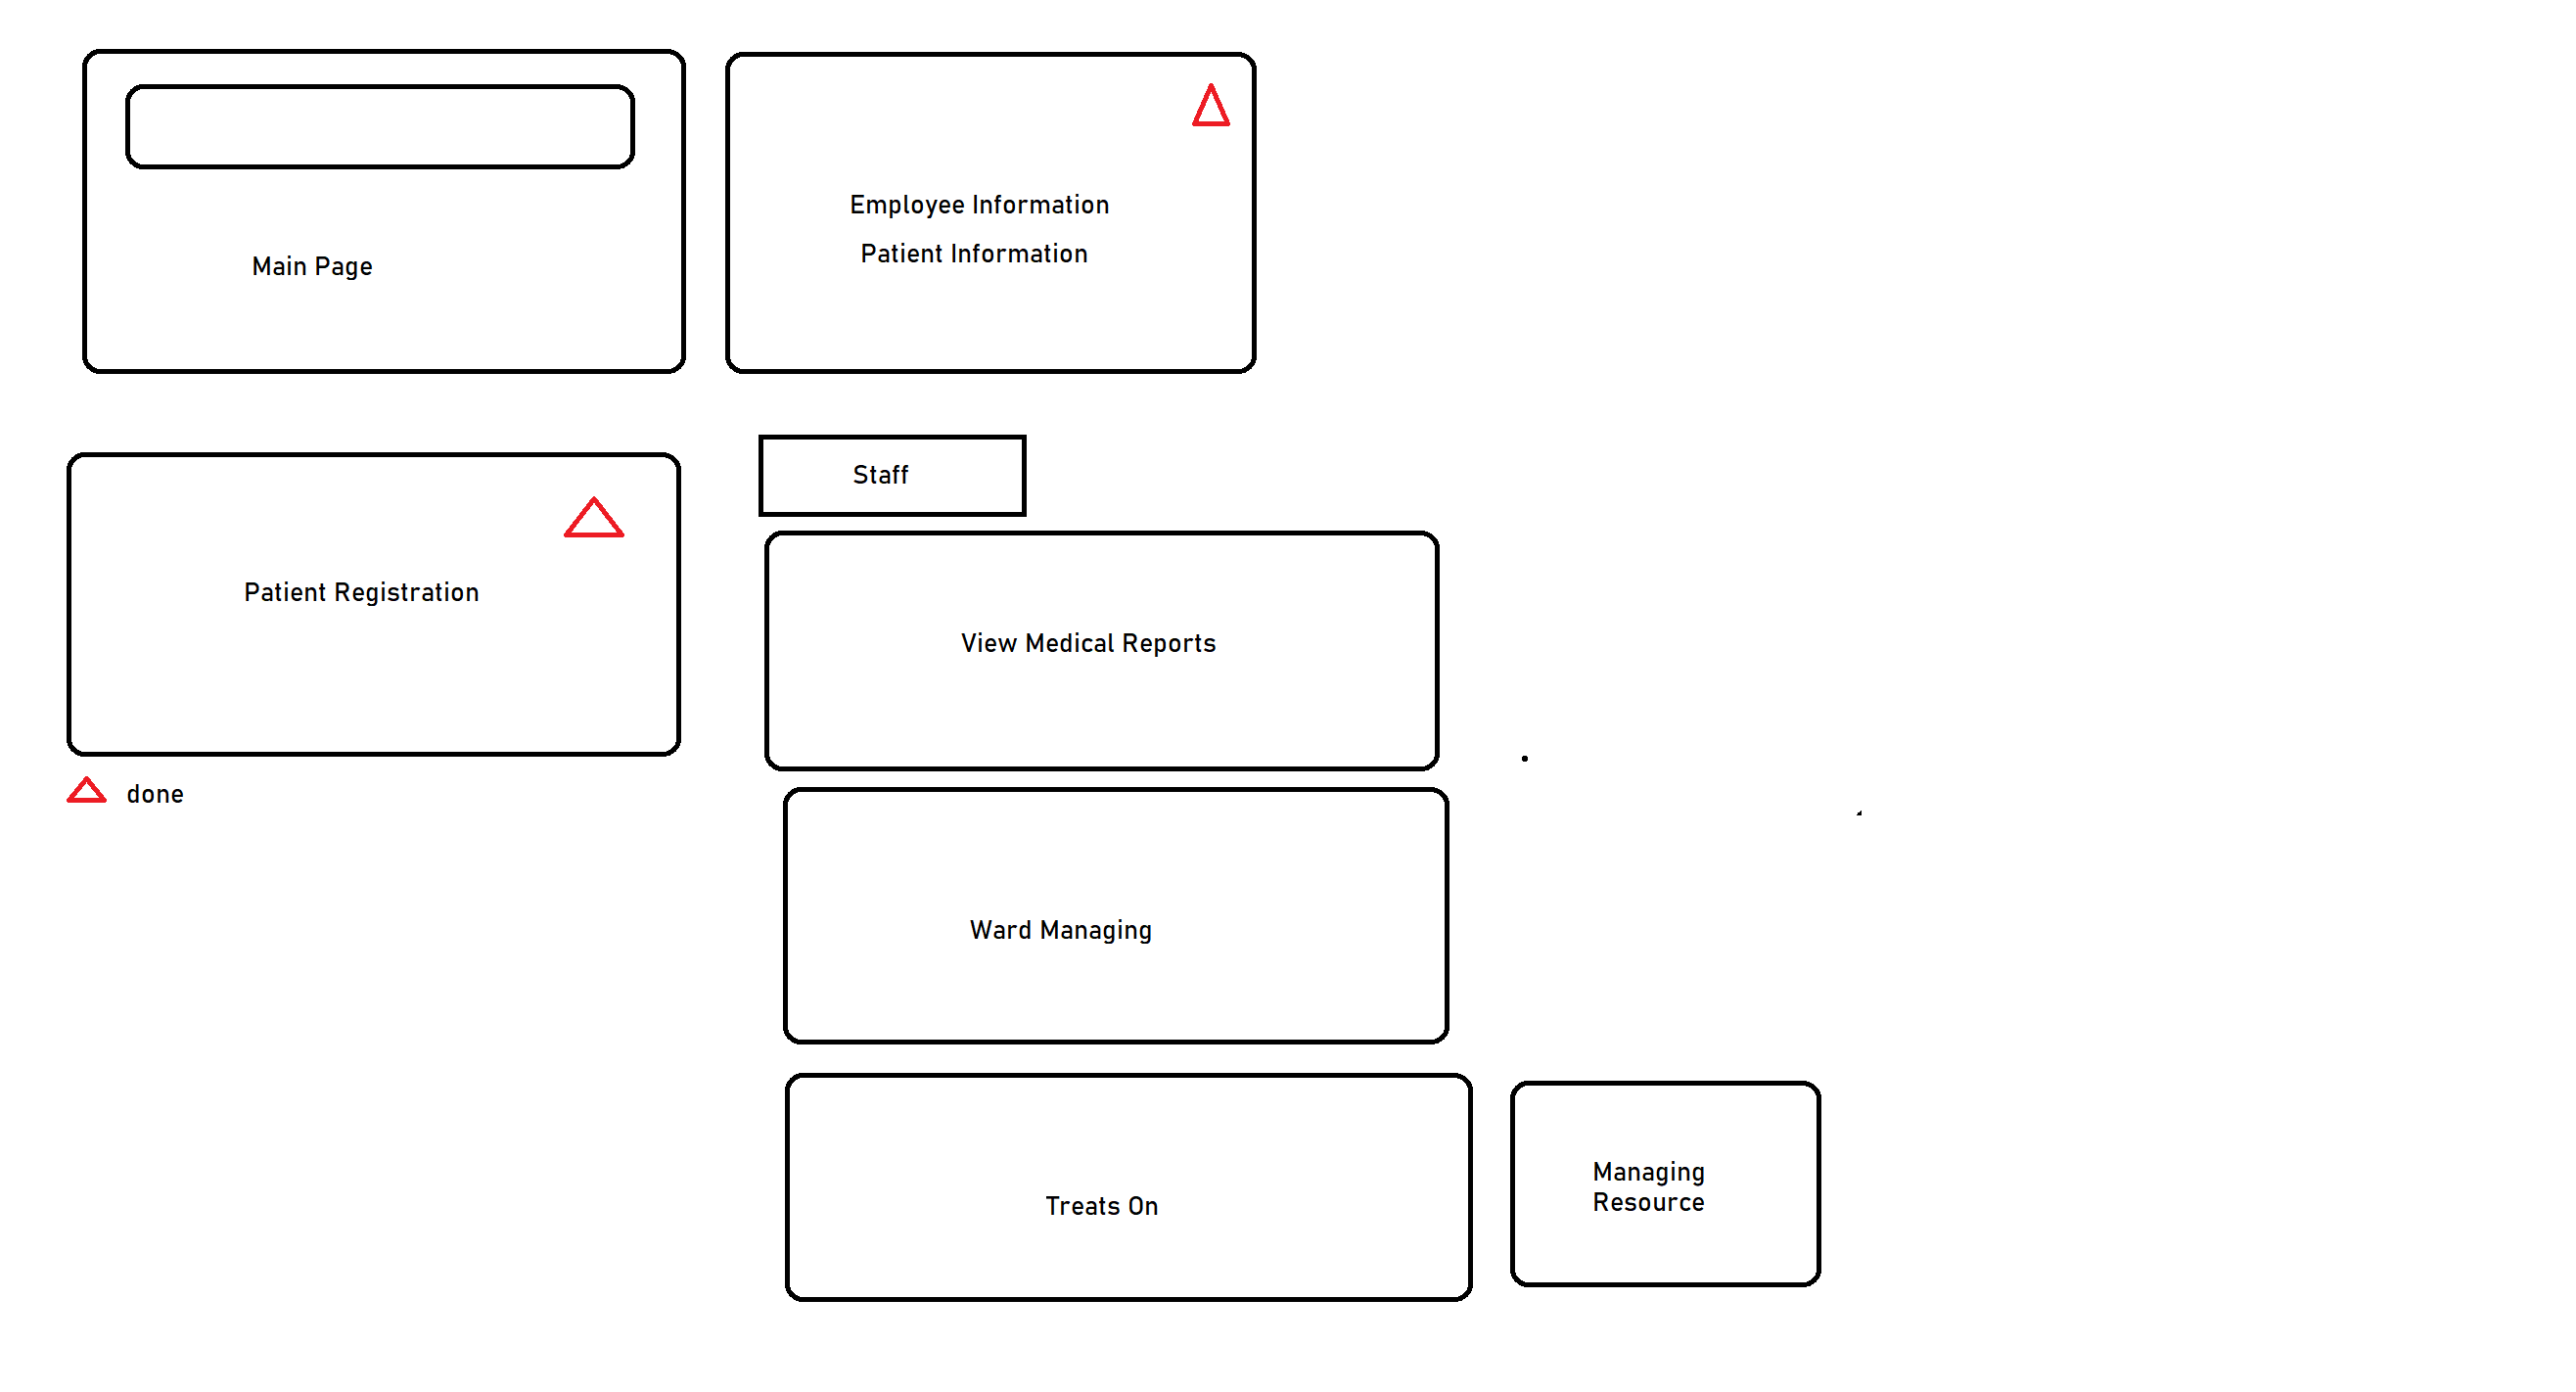 Main Page
Employee Information
Patient Information
Patient Registration
done
Staff
View Medical Reports
Ward Managing
Treats On
Managing
Resource